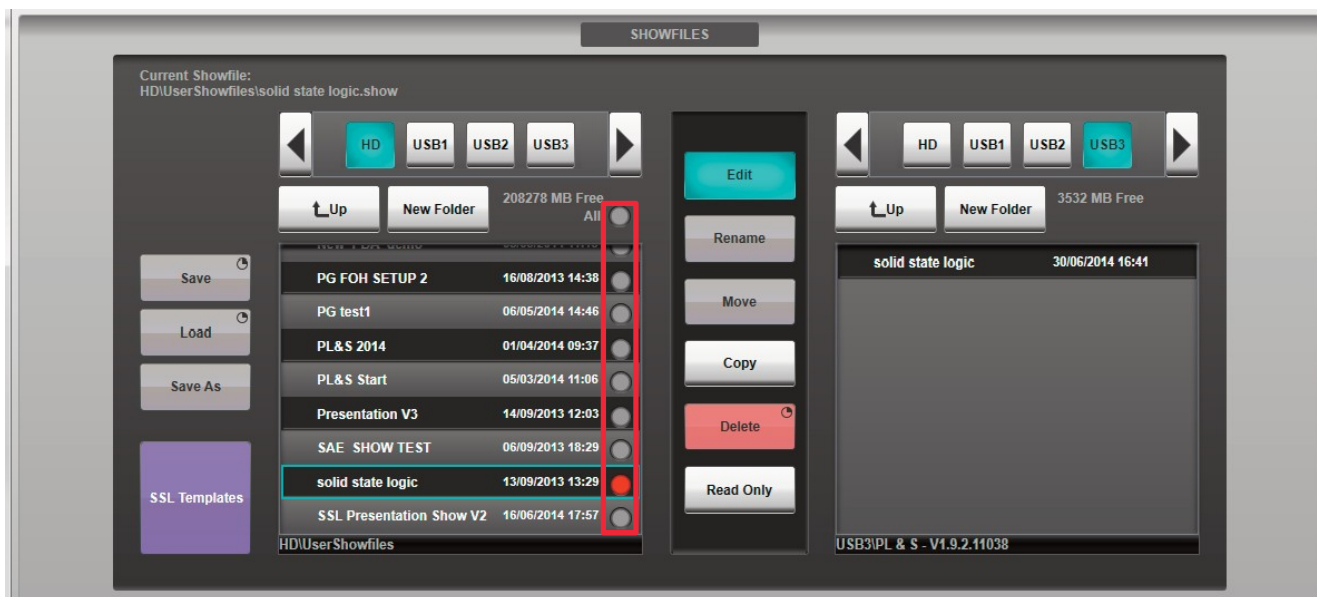 SHOWFILES
Current Showfile:
HD\UserShowfiles\solid state logic.show
HD USB1 USB2 USB3
Up New Folder 208278 MB Free
All
New PBA demo
PG FOH SETUP 2 16/08/2013 14:38
PG test1 06/05/2014 14:46
PL&S 2014 01/04/2014 09:37
PL&S Start 05/03/2014 11:06
Presentation V3 14/09/2013 12:03
SAE SHOW TEST 06/09/2013 18:29
solid state logic 13/09/2013 13:29
SSL Presentation Show V2 16/06/2014 17:57
HD\UserShowfiles
Save
Load
Save As
SSL Templates
Edit
Rename
Move
Copy
Delete
Read Only
HD USB1 USB2 USB3
Up New Folder 3532 MB Free
solid state logic 30/06/2014 16:41
USB3\PL & S - V1.9.2.11038